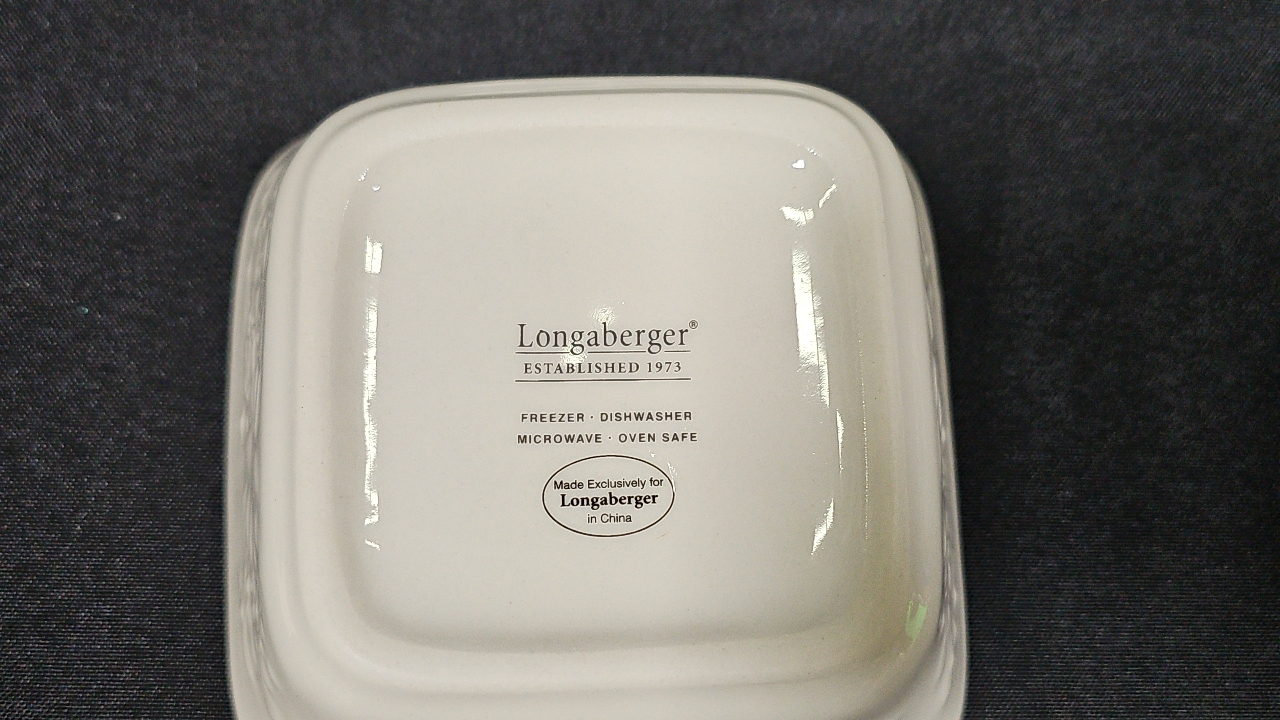 Longaberger®
ESTABLISHED 1973
FREEZER · DISHWASHER
MICROWAVE · OVEN SAFE
Made Exclusively for
Longaberger
in China